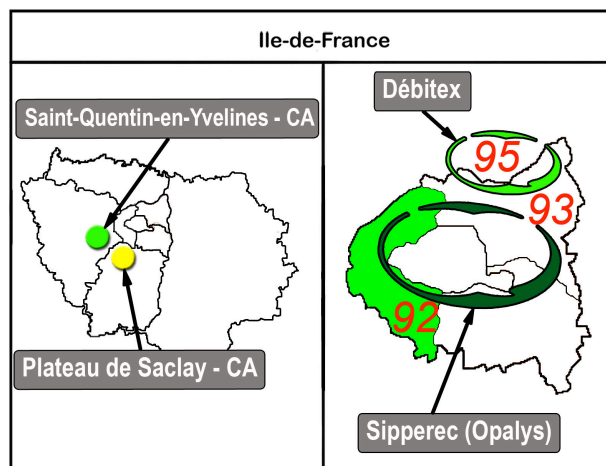 Ile-de-France
Saint-Quentin-en-Yvelines - CA
Plateau de Saclay - CA
Débitex
95
93
92
Sipperec (Opalys)